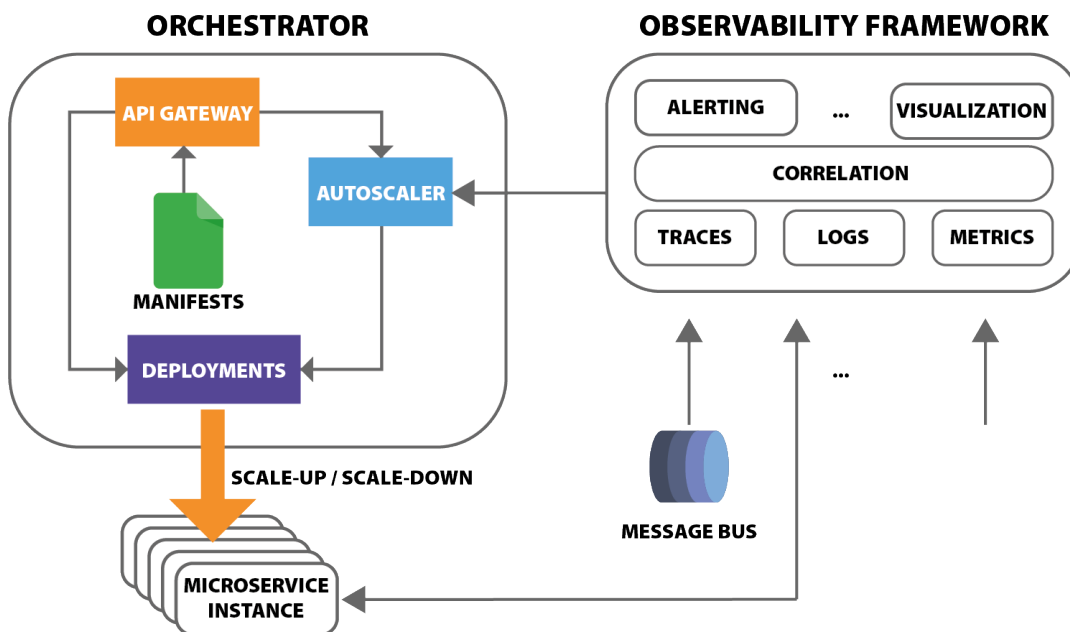 ORCHESTRATOR
API GATEWAY
AUTOSCALER
MANIFESTS
DEPLOYMENTS
SCALE-UP / SCALE-DOWN
MICROSERVICE
INSTANCE
OBSERVABILITY FRAMEWORK
ALERTING
...
VISUALIZATION
CORRELATION
TRACES
LOGS
METRICS
...
MESSAGE BUS